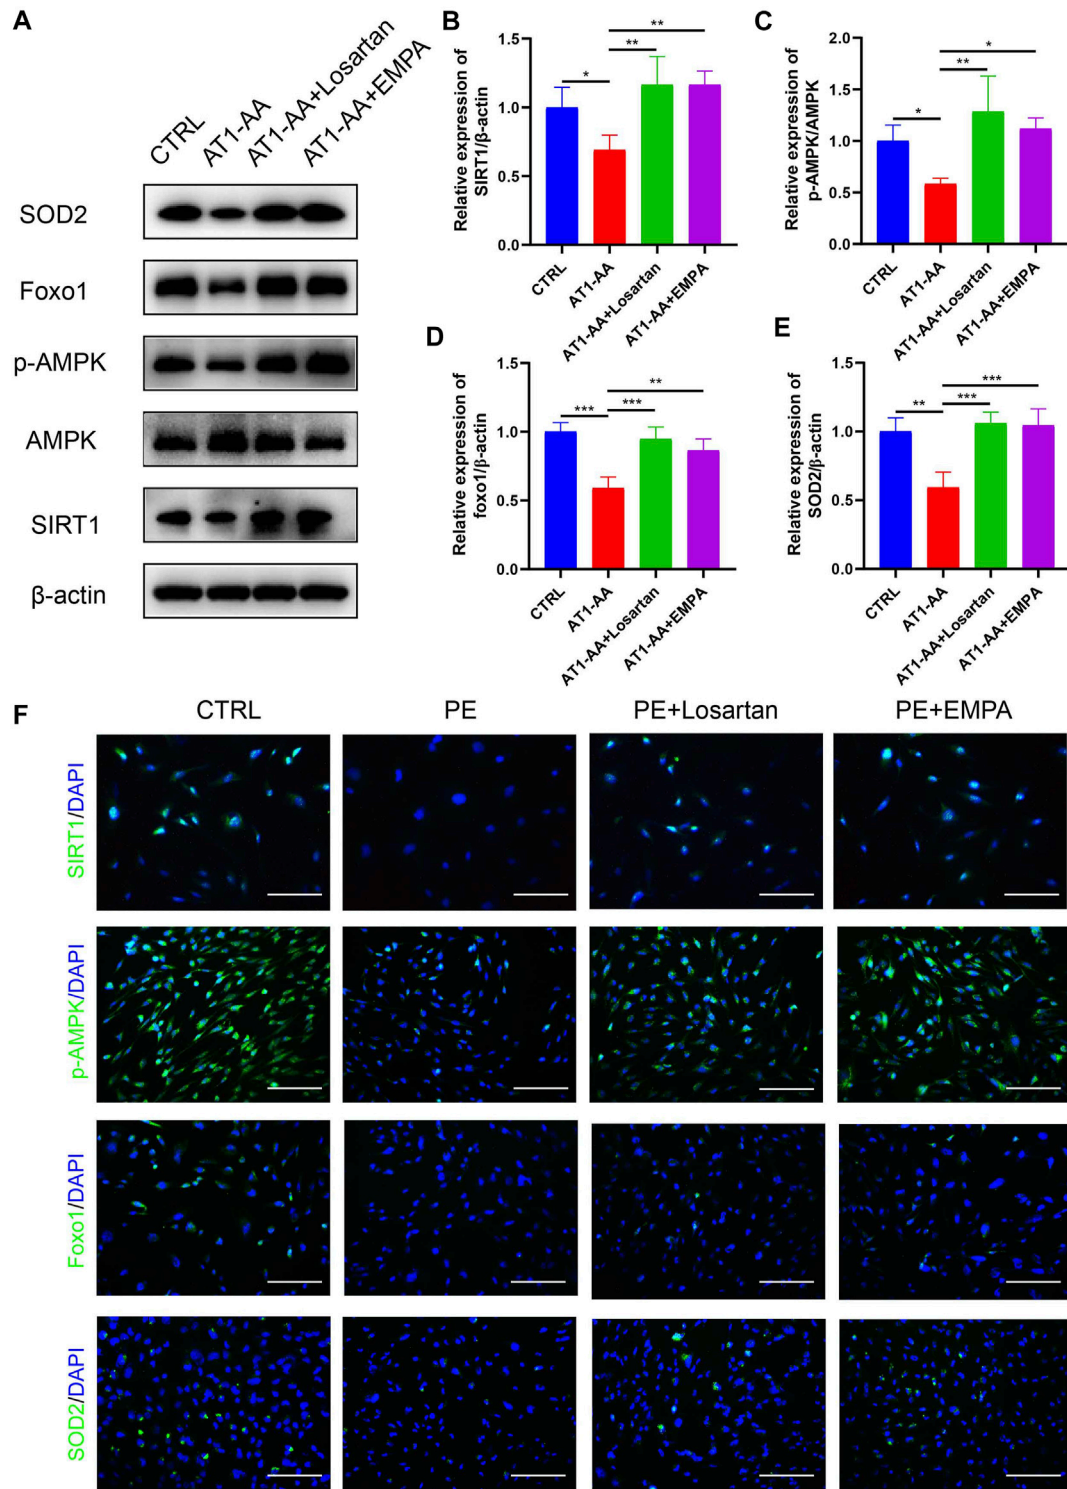 A
CTRL
AT1-AA
AT1-AA+Losartan
AT1-AA+EMPA
SOD2
Foxo1
p-AMPK
AMPK
SIRT1
β-actin
B
Relative expression of
SIRT1/β-actin
1.5
1.0
0.5
0.0
*
**
**
CTRL
AT1-AA
AT1-AA+Losartan
AT1-AA+EMPA
C
Relative expression of
p-AMPK/AMPK
2.0
1.5
1.0
0.5
0.0
*
**
*
CTRL
AT1-AA
AT1-AA+Losartan
AT1-AA+EMPA
D
Relative expression of
foxo1/β-actin
1.5
1.0
0.5
0.0
***
***
**
CTRL
AT1-AA
AT1-AA+Losartan
AT1-AA+EMPA
E
Relative expression of
SOD2/β-actin
1.5
1.0
0.5
0.0
**
***
***
CTRL
AT1-AA
AT1-AA+Losartan
AT1-AA+EMPA
F
CTRL
PE
PE+Losartan
PE+EMPA
SIRT1/DAPI
p-AMPK/DAPI
Foxo1/DAPI
SOD2/DAPI